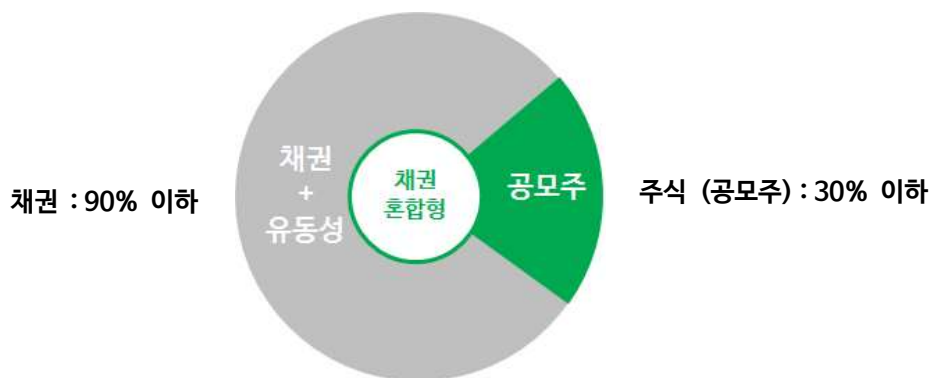 채권 : 90% 이하
채권
+
유동성
채권
혼합형
공모주
주식 (공모주) : 30% 이하